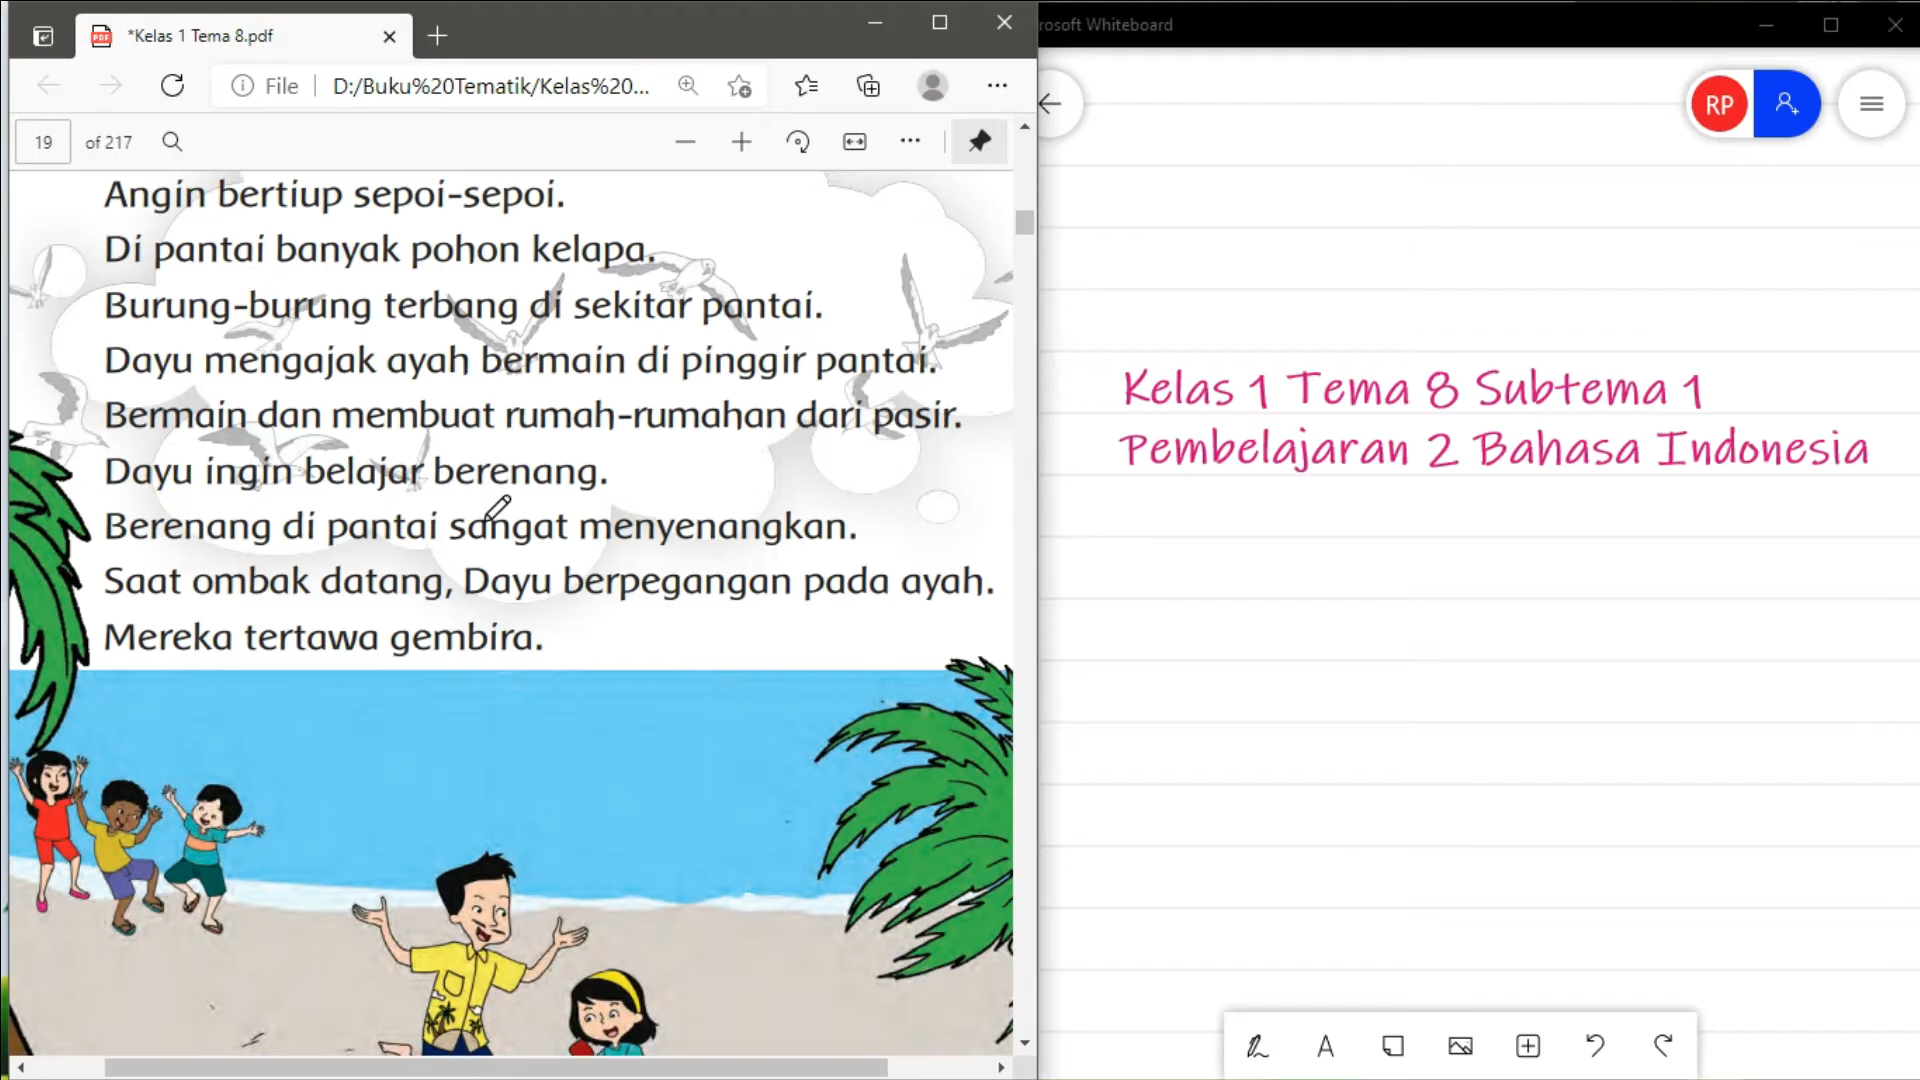 *Kelas 1 Tema 8.pdf
rosoft Whiteboard
File
D:/Buku%20Tematik/Kelas%20...
19 of 217
RP
Angin bertiup sepoi-sepoi.
Di pantai banyak pohon kelapa.
Burung-burung terbang di sekitar pantai.
Dayu mengajak ayah bermain di pinggir pantai.
Bermain dan membuat rumah-rumahan dari pasir.
Dayu ingin belajar berenang.
Berenang di pantai sangat menyenangkan.
Saat ombak datang, Dayu berpegangan pada ayah.
Mereka tertawa gembira.
Kelas 1 Tema 8 Subtema 1
Pembelajaran 2 Bahasa Indonesia